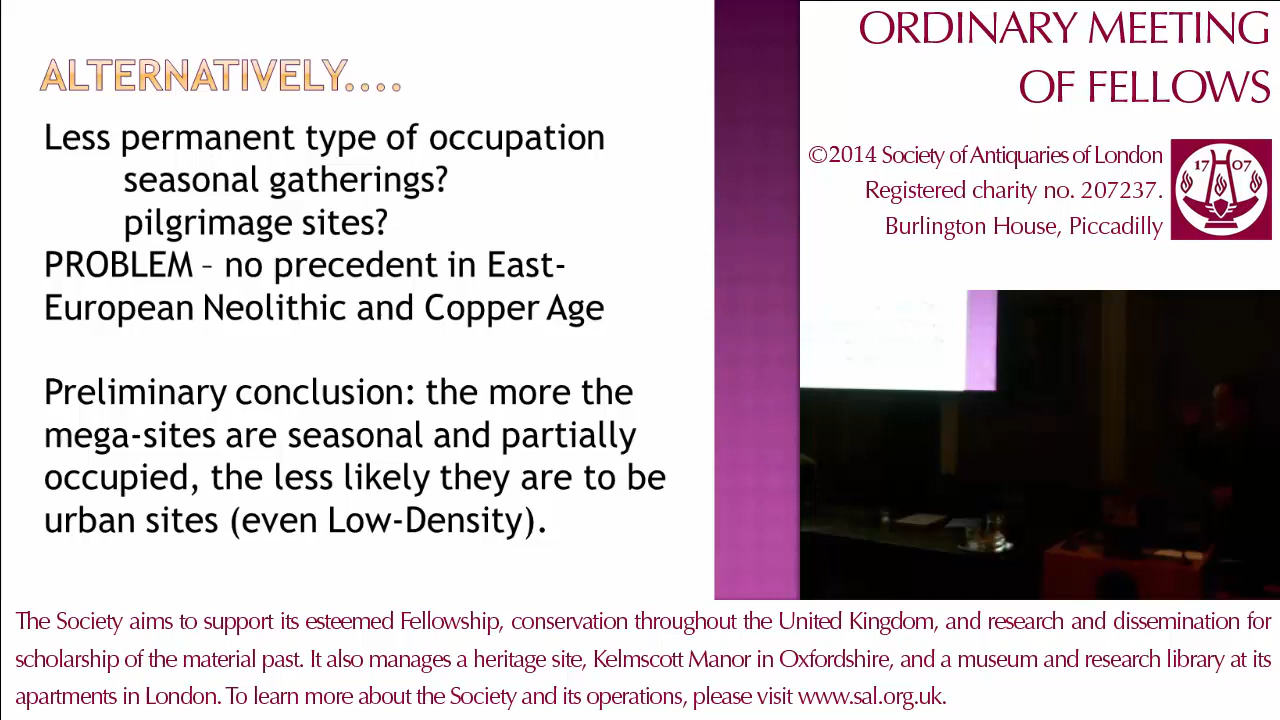 ALTERNATIVELY....
Less permanent type of occupation
seasonal gatherings?
pilgrimage sites?
PROBLEM – no precedent in East-
European Neolithic and Copper Age
Preliminary conclusion: the more the
mega-sites are seasonal and partially
occupied, the less likely they are to be
urban sites (even Low-Density).
ORDINARY MEETING
OF FELLOWS
©2014 Society of Antiquaries of London
Registered charity no. 207237.
Burlington House, Piccadilly
17 07
The Society aims to support its esteemed Fellowship, conservation throughout the United Kingdom, and research and dissemination for
scholarship of the material past. It also manages a heritage site, Kelmscott Manor in Oxfordshire, and a museum and research library at its
apartments in London. To learn more about the Society and its operations, please visit www.sal.org.uk.